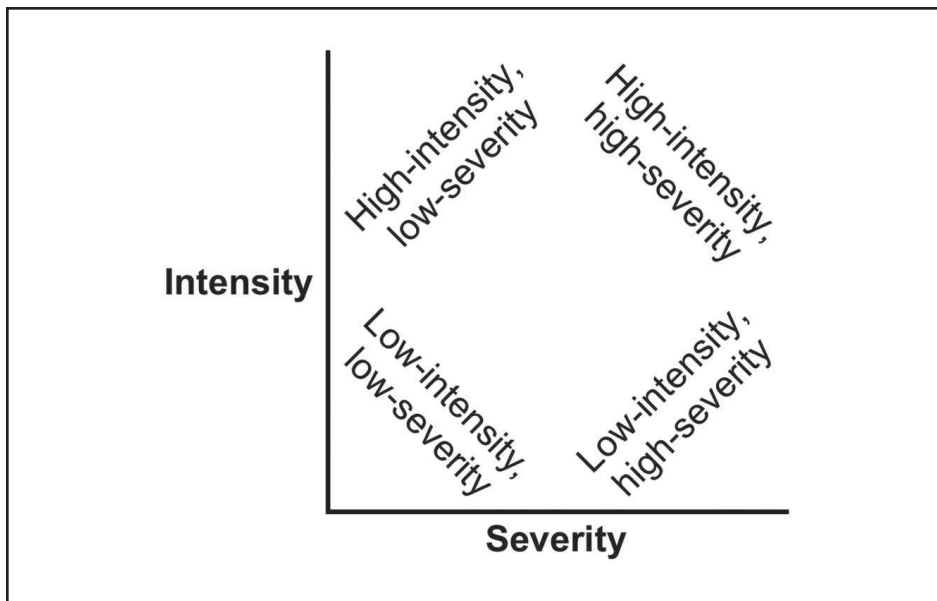 High-intensity,
low-severity
High-intensity,
high-severity
Intensity
Low-intensity,
low-severity
Low-intensity,
high-severity
Severity